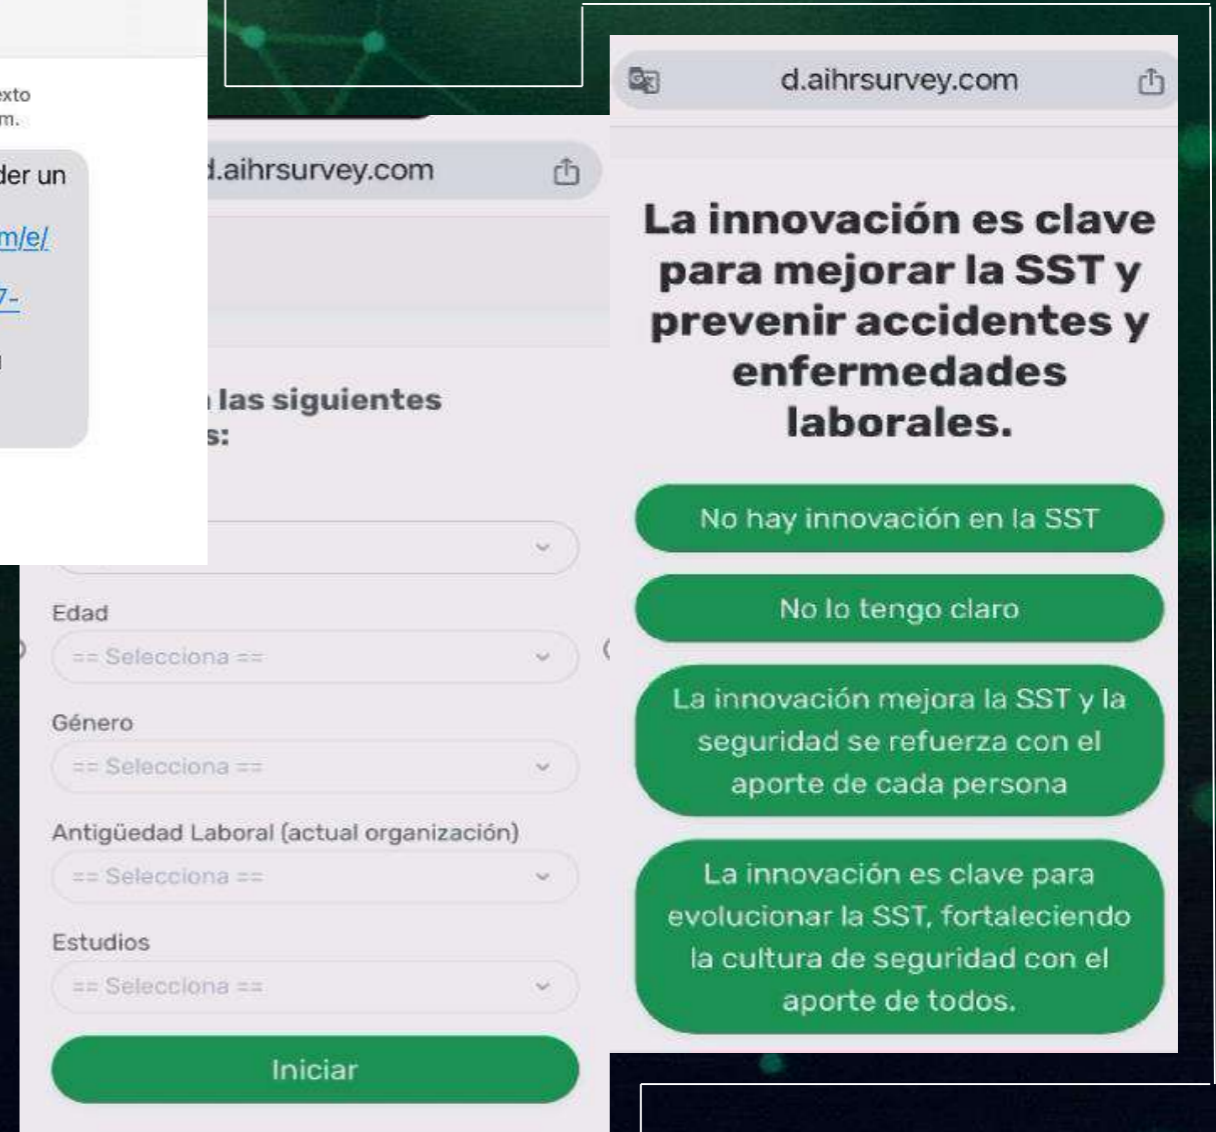 exto
m.
der un
m/e/
7-
d.aihrsurvey.com
las siguientes
s:
Edad
== Selecciona ==
Género
== Selecciona ==
Antigüedad Laboral (actual organización)
== Selecciona ==
Estudios
== Selecciona ==
Iniciar
d.aihrsurvey.com
La innovación es clave
para mejorar la SST y
prevenir accidentes y
enfermedades
laborales.
No hay innovación en la SST
No lo tengo claro
La innovación mejora la SST y la
seguridad se refuerza con el
aporte de cada persona
La innovación es clave para
evolucionar la SST, fortaleciendo
la cultura de seguridad con el
aporte de todos.